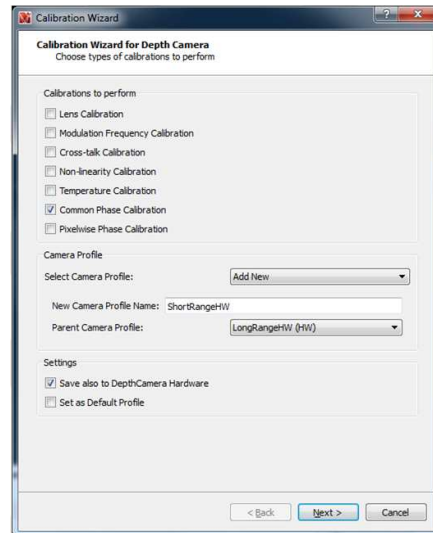 Calibration Wizard
Calibration Wizard for Depth Camera
Choose types of calibrations to perform
Calibrations to perform
Lens Calibration
Modulation Frequency Calibration
Cross-talk Calibration
Non-linearity Calibration
Temperature Calibration
Common Phase Calibration
Pixelwise Phase Calibration
Camera Profile
Select Camera Profile: Add New
New Camera Profile Name: ShortRangeHW
Parent Camera Profile: LongRangeHW (HW)
Settings
Save also to DepthCamera Hardware
Set as Default Profile
< Back Next > Cancel